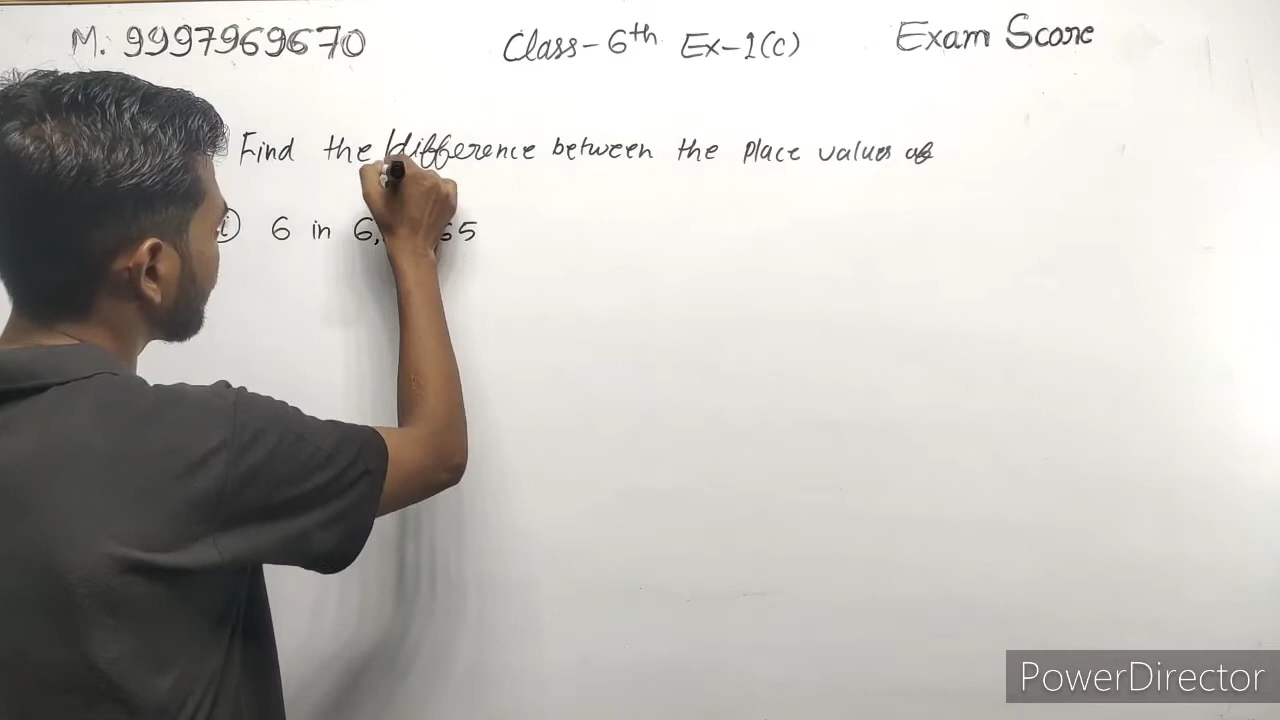 M. 9997969670 Class-6th Ex-1(c) Exam Score
Find the difference between the place values of
(i) 6 in 6, 65
PowerDirector